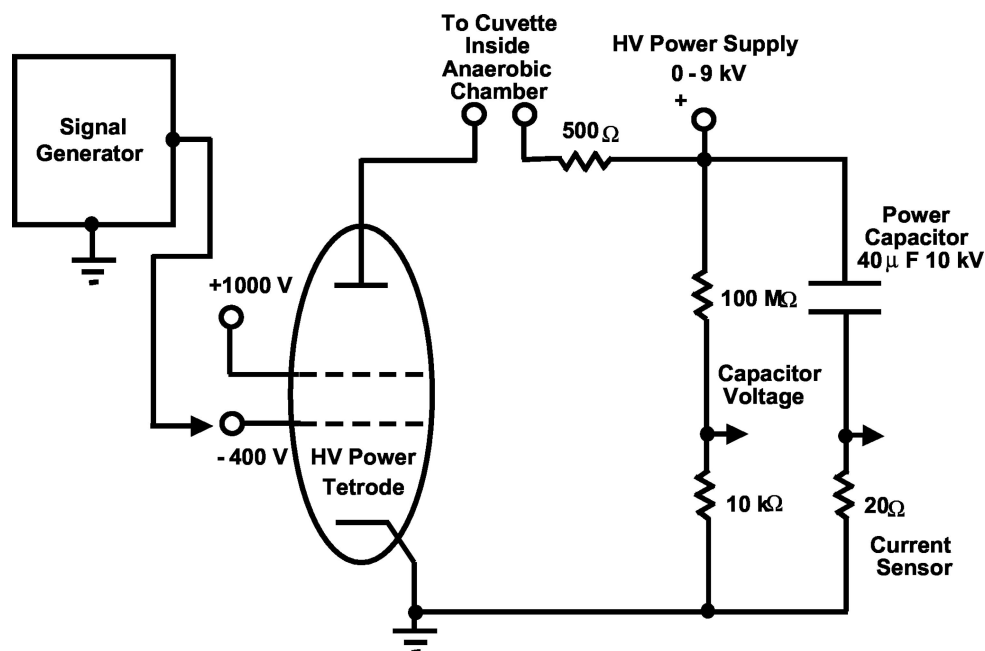 To Cuvette
Inside
Anaerobic
Chamber
HV Power Supply
0 - 9 kV
+
Signal
Generator
500Ω
Power
Capacitor
40μ F 10 kV
+1000 V
100 MΩ
Capacitor
Voltage
- 400 V
HV Power
Tetrode
10 kΩ
20Ω
Current
Sensor